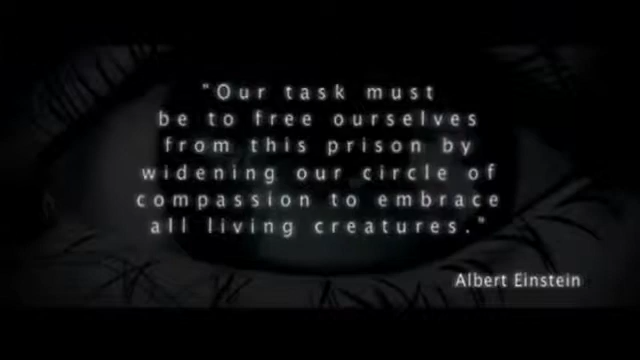 "Our task must
be to free ourselves
from this prison by
widening our circle of
compassion to embrace
all living creatures."
Albert Einstein